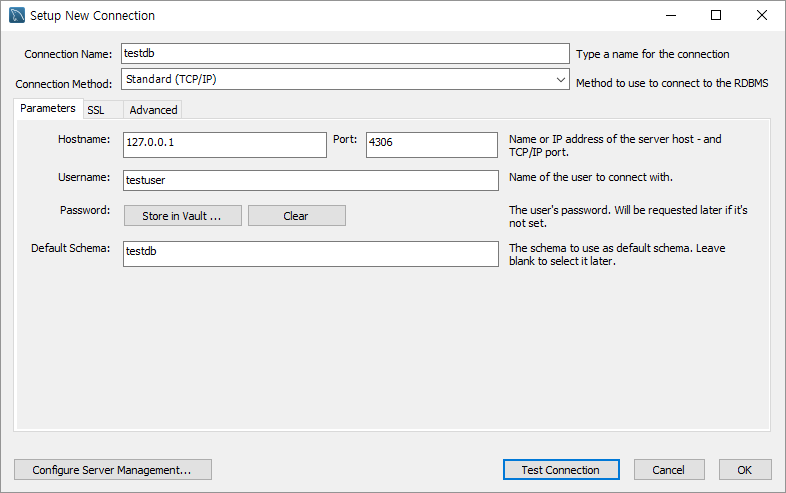 Setup New Connection
Connection Name: testdb Type a name for the connection
Connection Method: Standard (TCP/IP) Method to use to connect to the RDBMS
Parameters SSL Advanced
Hostname: 127.0.0.1 Port: 4306 Name or IP address of the server host - and
TCP/IP port.
Username: testuser Name of the user to connect with.
Password: Store in Vault ... Clear The user's password. Will be requested later if it's
not set.
Default Schema: testdb The schema to use as default schema. Leave
blank to select it later.
Configure Server Management... Test Connection Cancel OK